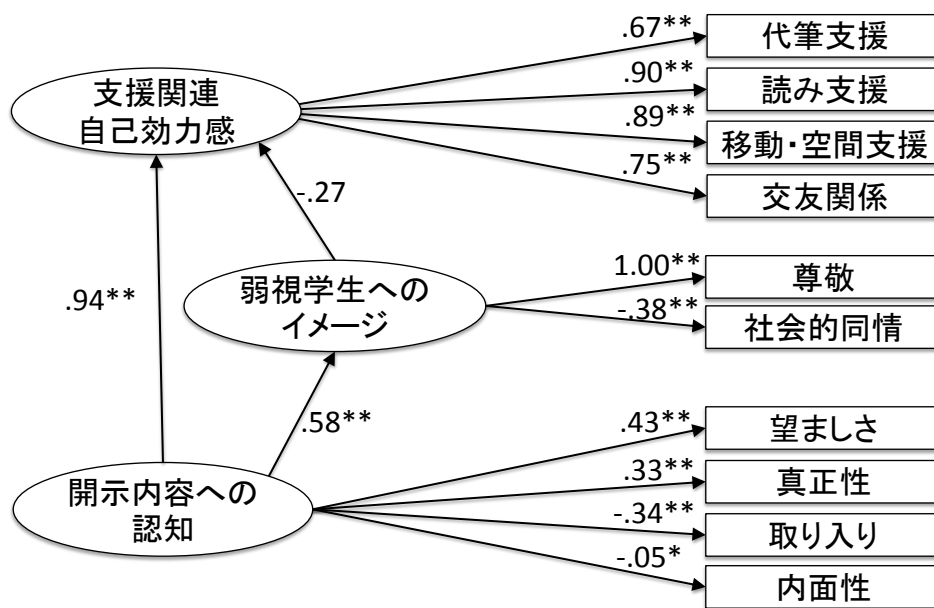 .67**
代筆支援
支援関連
自己効力感
.90**
読み支援
.89**
移動・空間支援
.75**
交友関係
-.27
.94**
弱視学生への
イメージ
1.00**
尊敬
-.38**
社会的同情
.58**
.43**
望ましさ
開示内容への
認知
.33**
真正性
-.34**
取り入り
-.05*
内面性